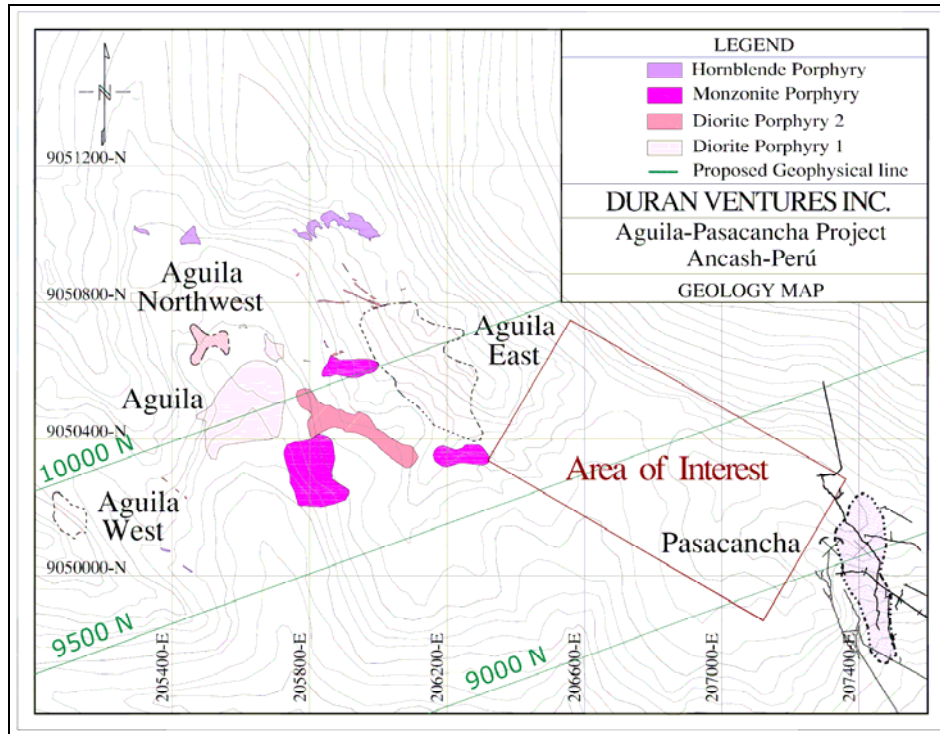 LEGEND
Hornblende Porphyry
Monzonite Porphyry
Diorite Porphyry 2
Diorite Porphyry 1
Proposed Geophysical line
DURAN VENTURES INC.
Aguila-Pasacancha Project
Ancash-Perú
GEOLOGY MAP
N
9051200-N
Aguila
Northwest
9050800-N
Aguila
East
Aguila
9050400-N
10000 N
Area of Interest
Aguila
West
Pasacancha
9050000-N
9500 N
9000 N
205400-E
205800-E
206200-E
206600-E
207000-E
207400-E